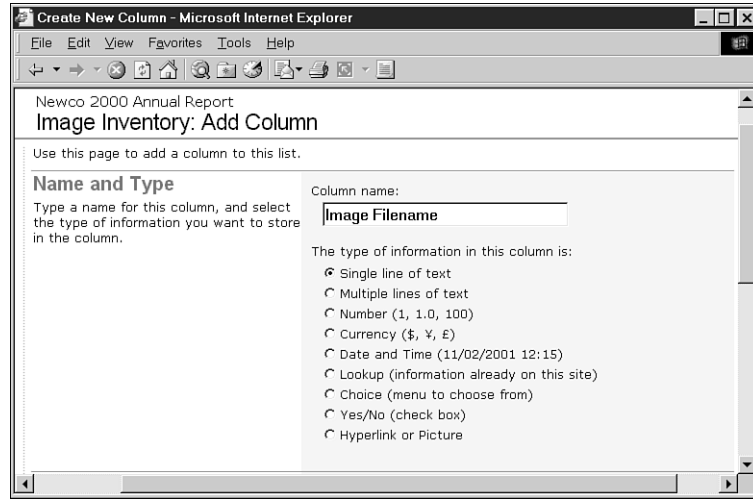 Create New Column - Microsoft Internet Explorer
File Edit View Favorites Tools Help
Newco 2000 Annual Report
Image Inventory: Add Column
Use this page to add a column to this list.
Name and Type
Type a name for this column, and select
the type of information you want to store
in the column.
Column name:
Image Filename
The type of information in this column is:
Single line of text
Multiple lines of text
Number (1, 1.0, 100)
Currency ($, ¥, £)
Date and Time (11/02/2001 12:15)
Lookup (information already on this site)
Choice (menu to choose from)
Yes/No (check box)
Hyperlink or Picture